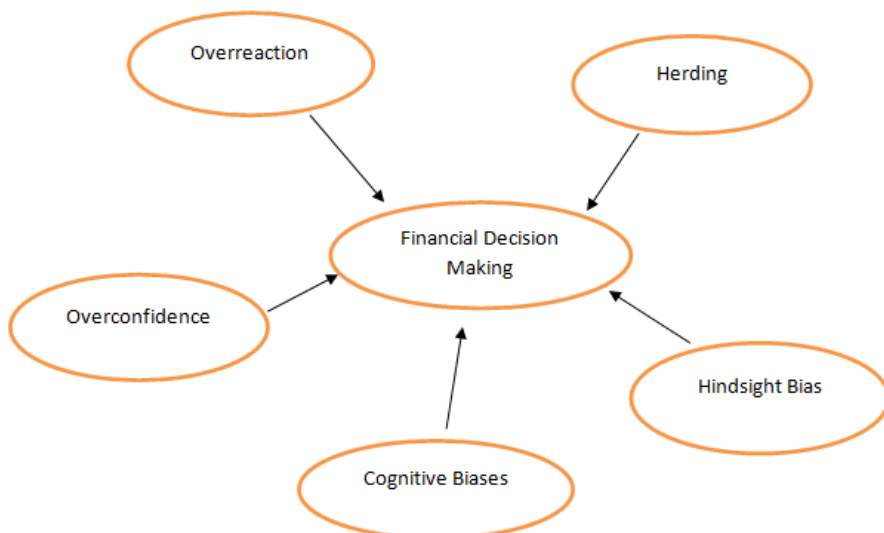 Overreaction
Herding
Financial Decision
Making
Overconfidence
Hindsight Bias
Cognitive Biases